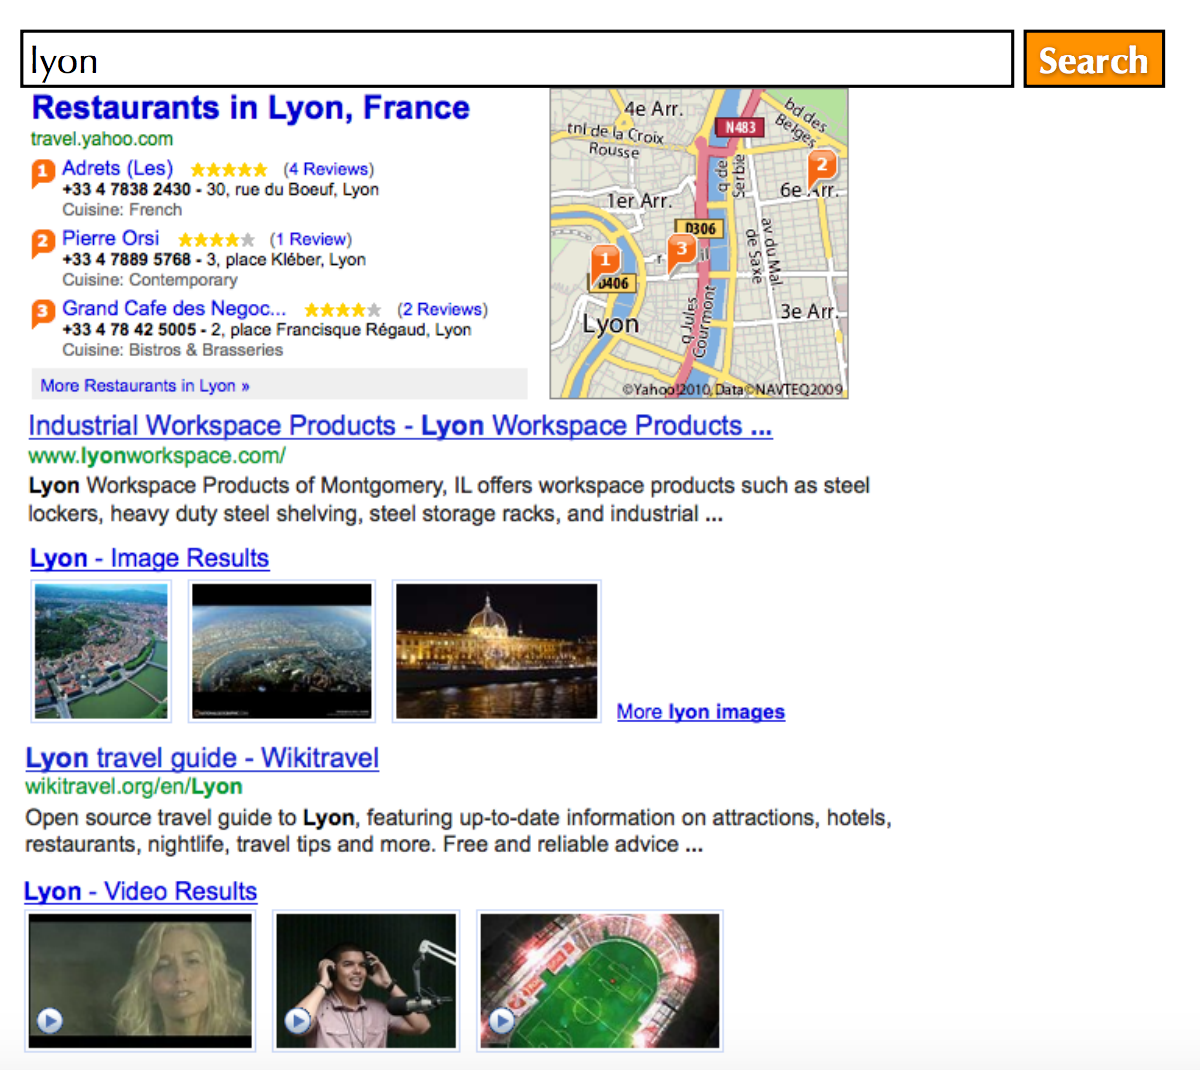 lyon
Search
Restaurants in Lyon, France
travel.yahoo.com
1 Adrets (Les) (4 Reviews)
+33 4 7838 2430 - 30, rue du Boeuf, Lyon
Cuisine: French
2 Pierre Orsi (1 Review)
+33 4 7889 5768 - 3, place Kléber, Lyon
Cuisine: Contemporary
3 Grand Cafe des Negoc... (2 Reviews)
+33 4 78 42 5005 - 2, place Francisque Régaud, Lyon
Cuisine: Bistros & Brasseries
More Restaurants in Lyon »
4e Arr.
bd des
Belges
N483
tnl de la Croix
Rousse
q de
Serbie
2
6e Arr.
1er Arr.
D306
av du Mal.
de Saxe
3
1
D406
Lyon
q Jules
Courmont
3e Arr.
©Yahoo!2010, Data©NAVTEQ2009
Industrial Workspace Products - Lyon Workspace Products ...
www.lyonworkspace.com/
Lyon Workspace Products of Montgomery, IL offers workspace products such as steel
lockers, heavy duty steel shelving, steel storage racks, and industrial ...
Lyon - Image Results
More lyon images
Lyon travel guide - Wikitravel
wikitravel.org/en/Lyon
Open source travel guide to Lyon, featuring up-to-date information on attractions, hotels,
restaurants, nightlife, travel tips and more. Free and reliable advice ...
Lyon - Video Results